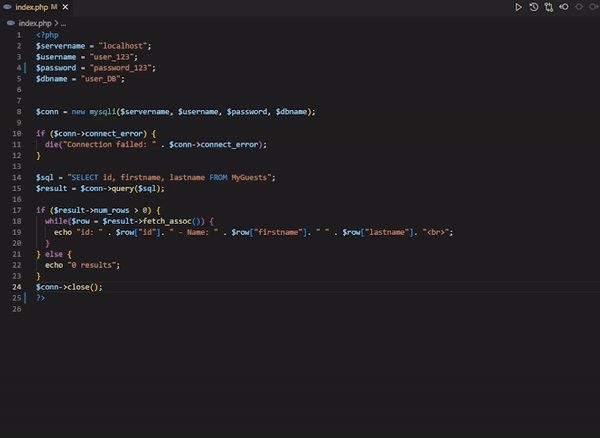 index.php M X
index.php > ...
1 <?php
2 $servername = "localhost";
3 $username = "user_123";
4 $password = "password_123";
5 $dbname = "user_DB";
6
7
8 $conn = new mysqli($servername, $username, $password, $dbname);
9
10 if ($conn->connect_error) {
11 die("Connection failed: " . $conn->connect_error);
12 }
13
14 $sql = "SELECT id, firstname, lastname FROM MyGuests";
15 $result = $conn->query($sql);
16
17 if ($result->num_rows > 0) {
18 while($row = $result->fetch_assoc()) {
19 echo "id: " . $row["id"]. " - Name: " . $row["firstname"]. " " . $row["lastname"]. "<br>";
20 }
21 } else {
22 echo "0 results";
23 }
24 $conn->close();
25 ?>
26